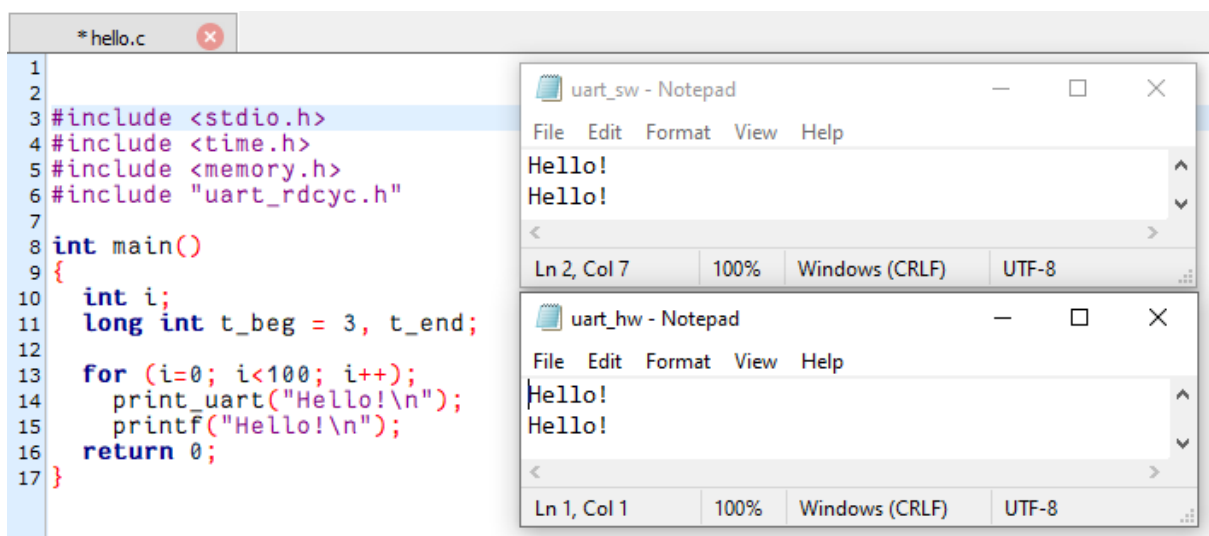 * hello.c
1
2
3 #include <stdio.h>
4 #include <time.h>
5 #include <memory.h>
6 #include "uart_rdcyc.h"
7
8 int main()
9 {
10   int i;
11   long int t_beg = 3, t_end;
12
13   for (i=0; i<100; i++);
14     print_uart("Hello!\n");
15     printf("Hello!\n");
16   return 0;
17 }
uart_sw - Notepad
File Edit Format View Help
Hello!
Hello!
Ln 2, Col 7 100% Windows (CRLF) UTF-8
uart_hw - Notepad
File Edit Format View Help
Hello!
Hello!
Ln 1, Col 1 100% Windows (CRLF) UTF-8